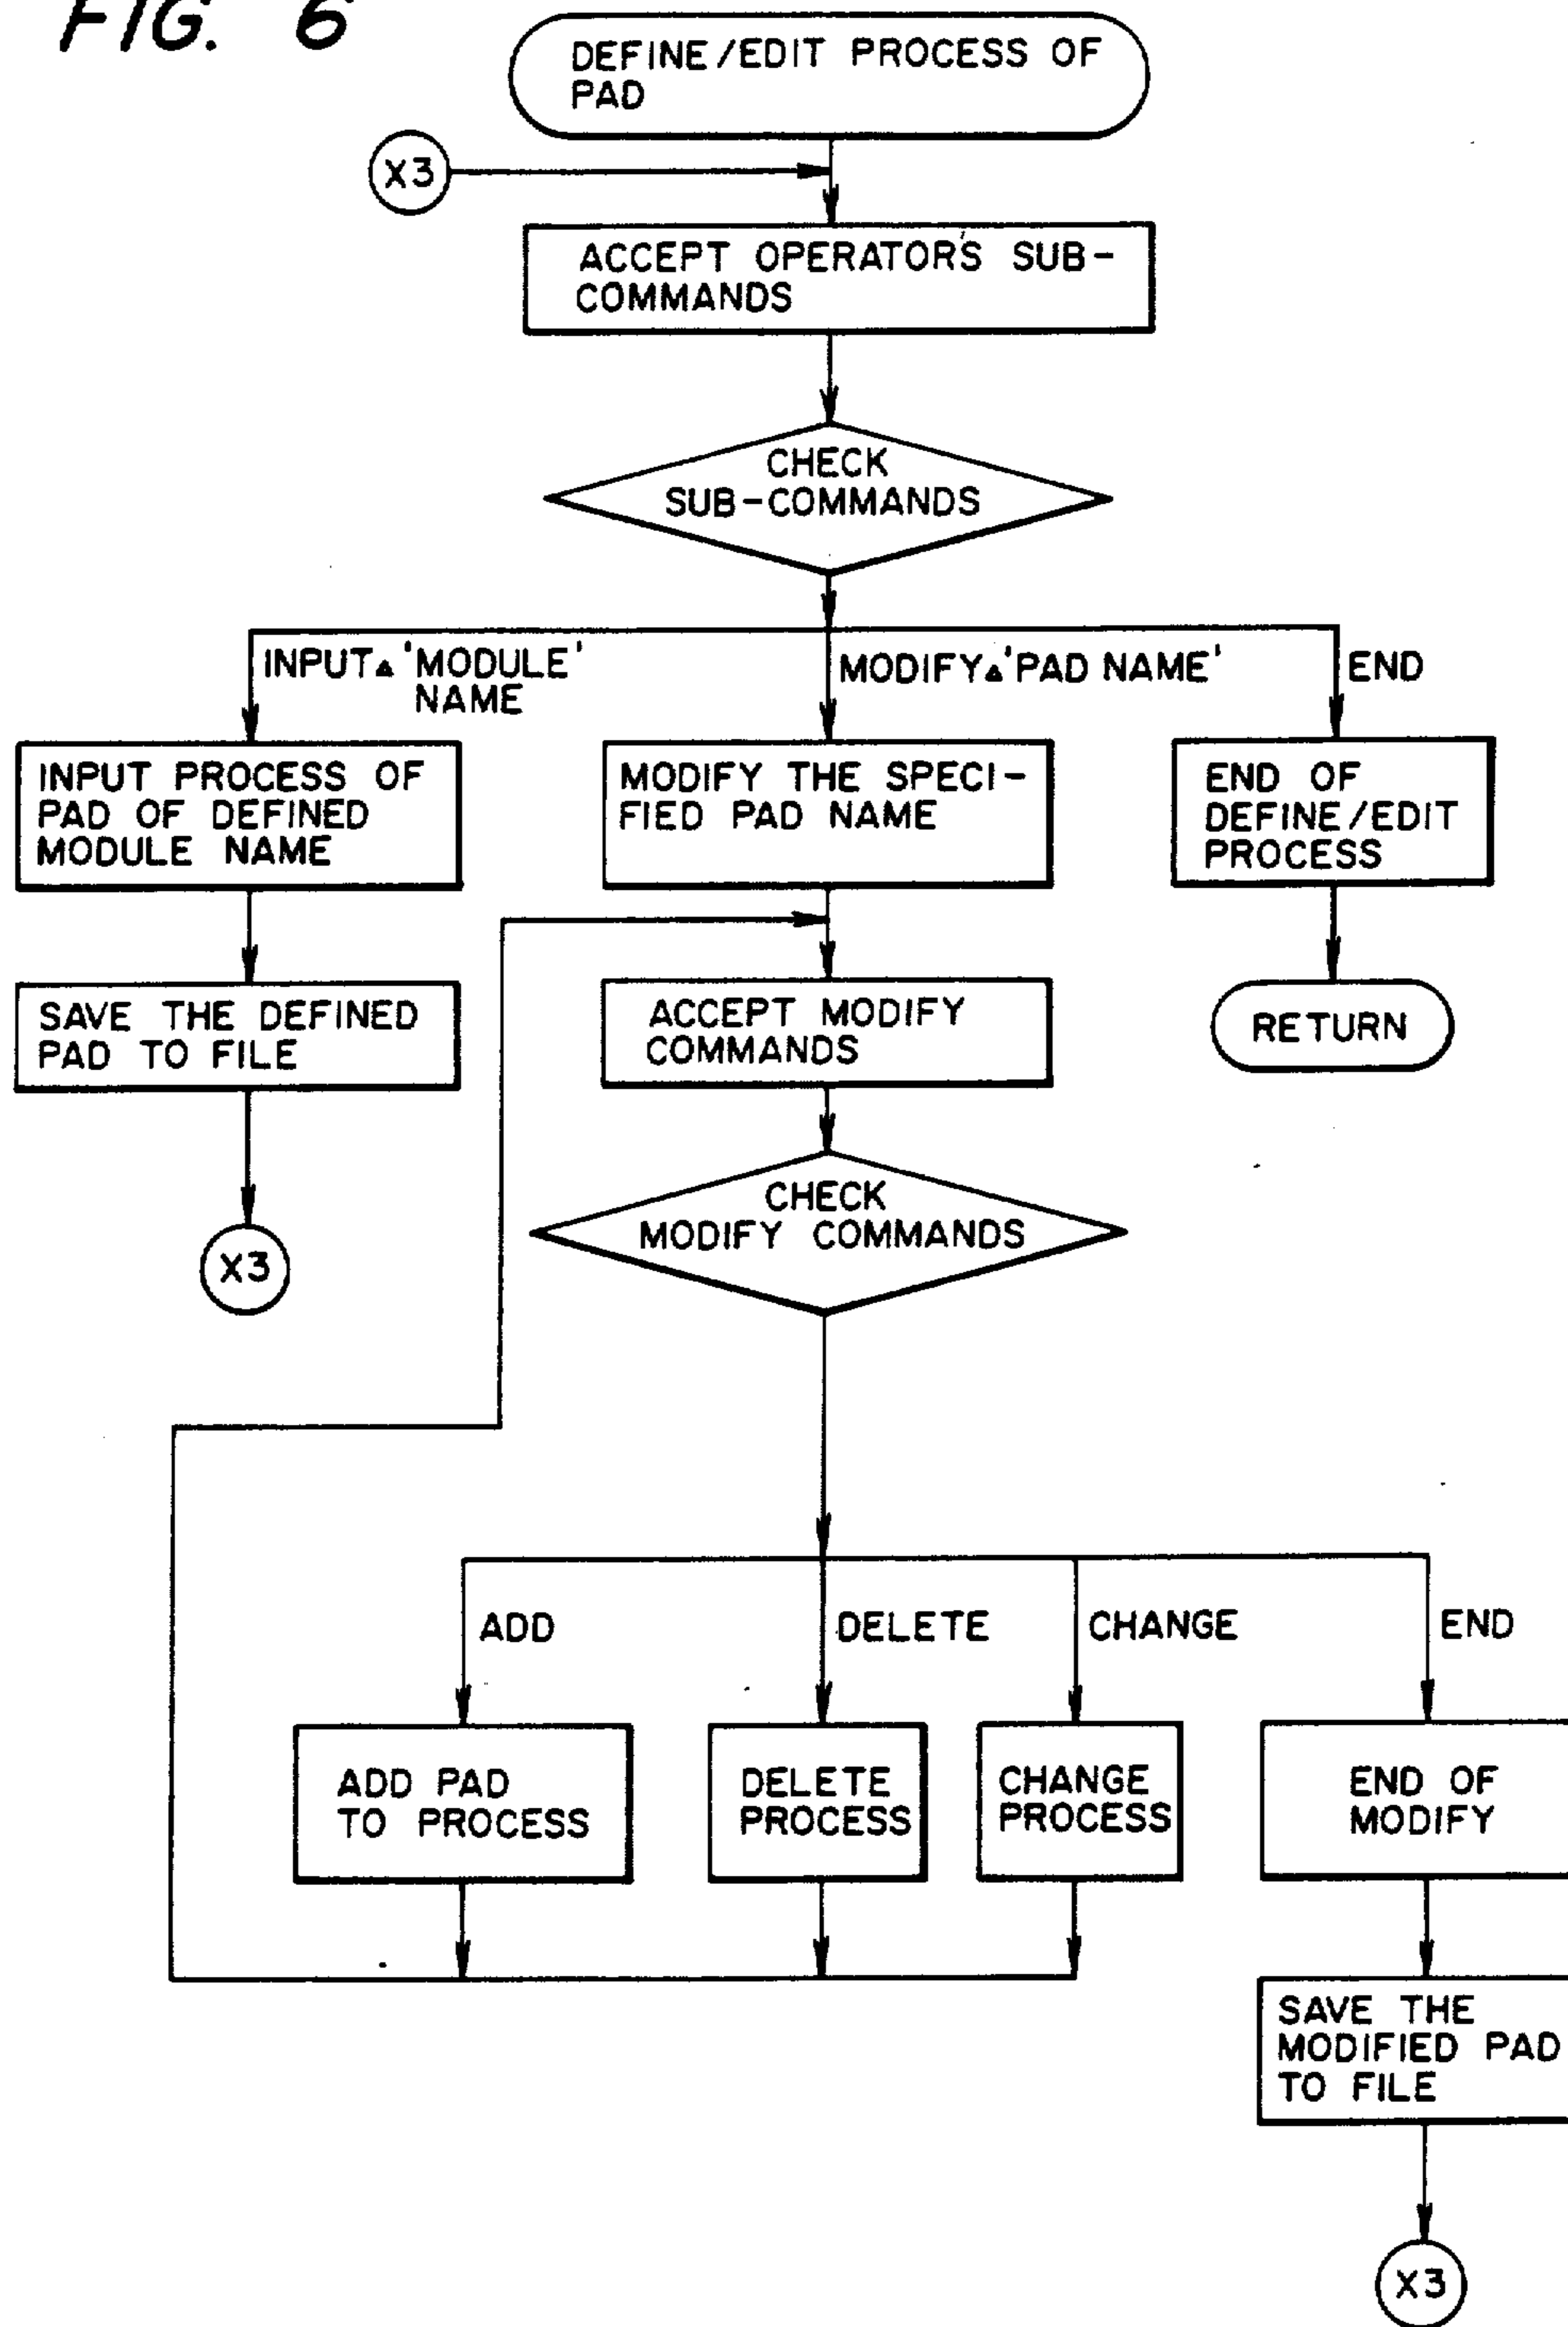 FIG. 6
DEFINE/EDIT PROCESS OF
PAD
X3
ACCEPT OPERATOR'S SUB-
COMMANDS
CHECK
SUB-COMMANDS
INPUT▵'MODULE'
NAME
MODIFY▵'PAD NAME'
END
INPUT PROCESS OF
PAD OF DEFINED
MODULE NAME
MODIFY THE SPECI-
FIED PAD NAME
END OF
DEFINE/EDIT
PROCESS
SAVE THE DEFINED
PAD TO FILE
ACCEPT MODIFY
COMMANDS
RETURN
CHECK
MODIFY COMMANDS
X3
ADD
DELETE
CHANGE
END
ADD PAD
TO PROCESS
DELETE
PROCESS
CHANGE
PROCESS
END OF
MODIFY
SAVE THE
MODIFIED PAD
TO FILE
X3